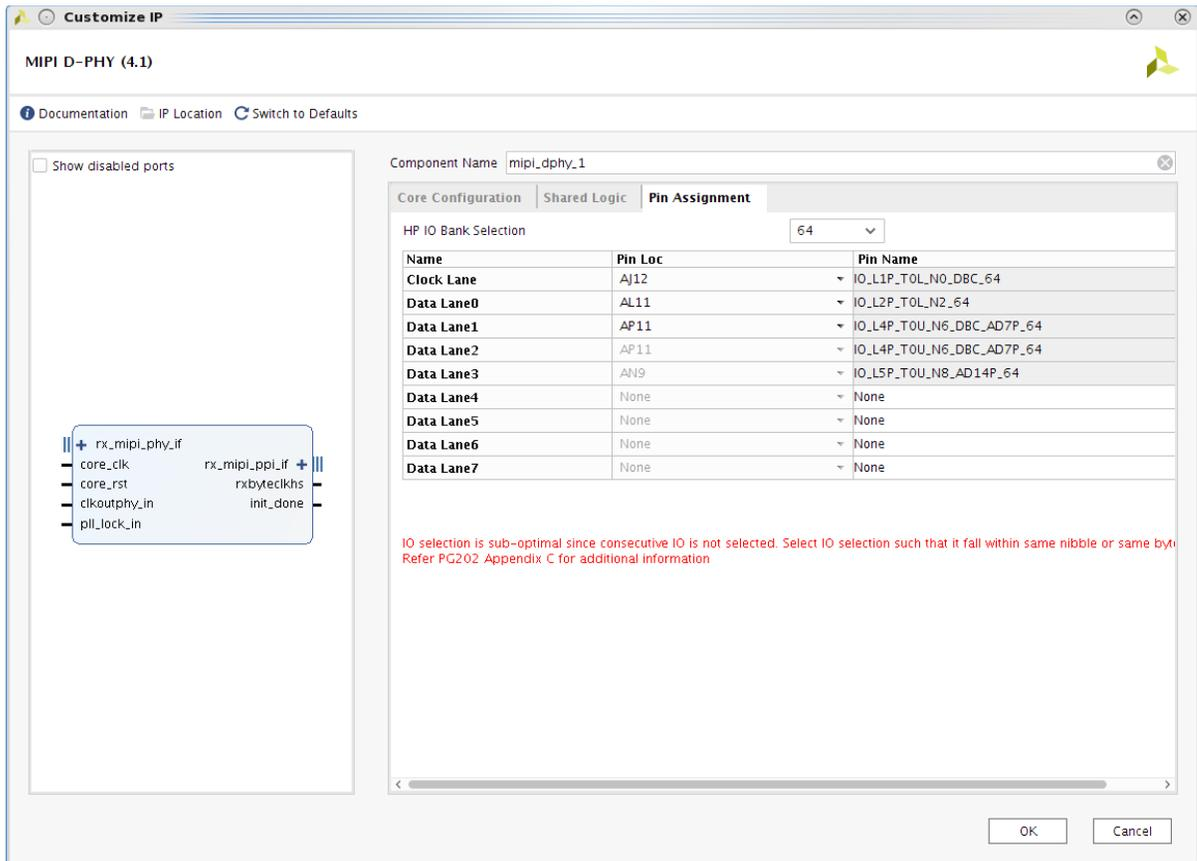 Customize IP
MIPI D-PHY (4.1)
Documentation IP Location Switch to Defaults
Show disabled ports
Component Name mipi_dphy_1
Core Configuration Shared Logic Pin Assignment
HP IO Bank Selection 64
Name Pin Loc Pin Name
Clock Lane AJ12 IO_L1P_T0L_N0_DBC_64
Data Lane0 AL11 IO_L2P_T0L_N2_64
Data Lane1 AP11 IO_L4P_T0U_N6_DBC_AD7P_64
Data Lane2 AP11 IO_L4P_T0U_N6_DBC_AD7P_64
Data Lane3 AN9 IO_L5P_T0U_N8_AD14P_64
Data Lane4 None None
Data Lane5 None None
Data Lane6 None None
Data Lane7 None None
rx_mipi_phy_if
core_clk rx_mipi_ppi_if
core_rst rxbyteclkhs
clkoutphy_in init_done
pll_lock_in
IO selection is sub-optimal since consecutive IO is not selected. Select IO selection such that it fall within same nibble or same
Refer PG202 Appendix C for additional information
OK Cancel